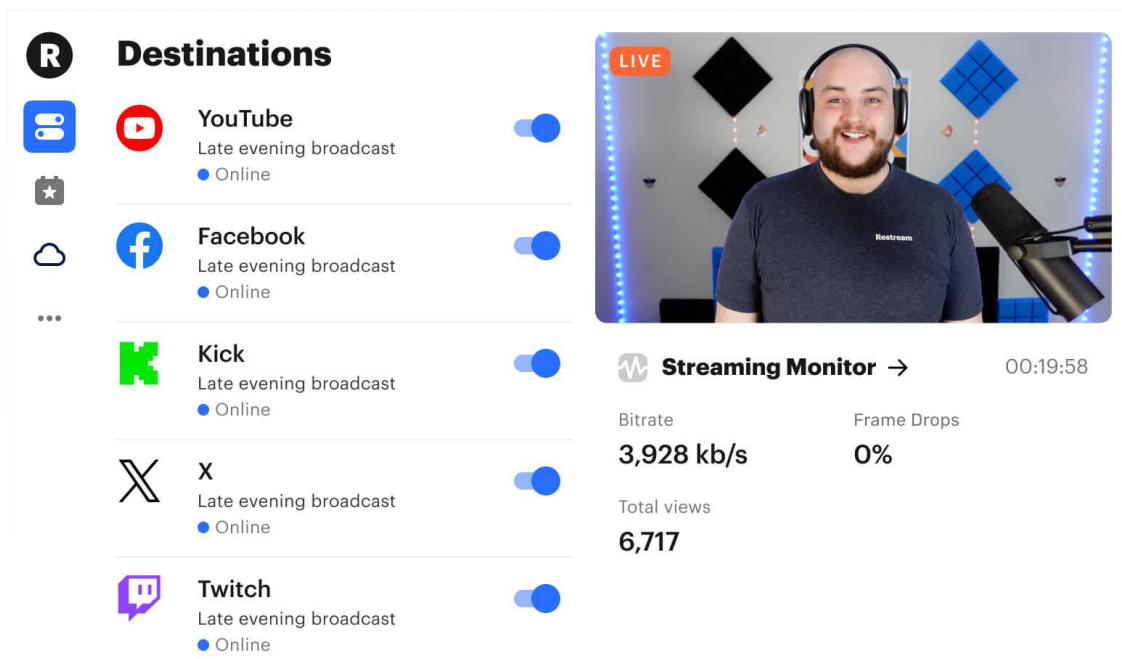 R
Destinations
YouTube
Late evening broadcast
Online
Facebook
Late evening broadcast
Online
Kick
Late evening broadcast
Online
X
Late evening broadcast
Online
Twitch
Late evening broadcast
Online
LIVE
Restream
Streaming Monitor →
00:19:58
Bitrate
Frame Drops
3,928 kb/s
0%
Total views
6,717